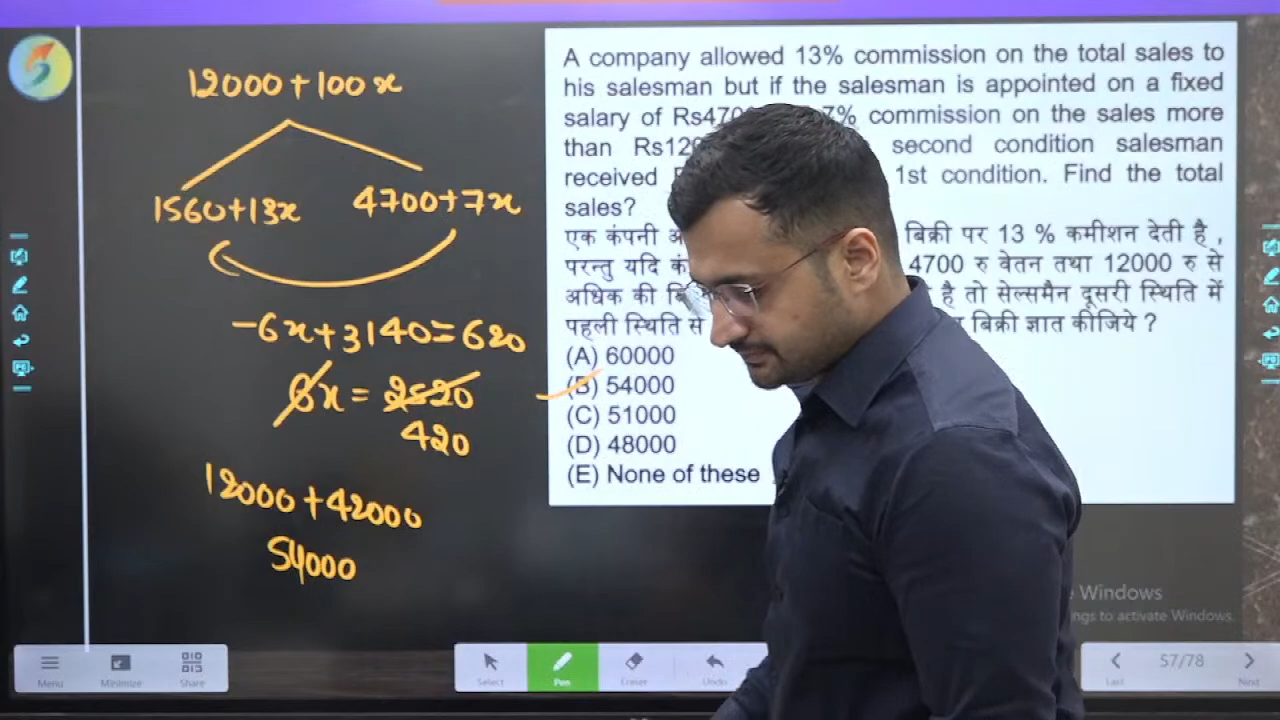 12000 + 100x
1560+13x 4700+7x
-6x+3140=620
6x = 2520
420
12000 + 42000
54000
A company allowed 13% commission on the total sales to
his salesman but if the salesman is appointed on a fixed
salary of 7% commission on the sales more
than second condition salesman
received 1st condition. Find the total
sales?
एक कंपनी बिक्री पर 13 % कमीशन देती है ,
परन्तु यदि 4700 रु वेतन तथा 12000 रु से
अधिक की है तो सेल्समैन दूसरी स्थिति में
पहली स्थिति से बिक्री ज्ञात कीजिये ?
(A) 60000
(B) 54000
(C) 51000
(D) 48000
(E) None of these
Windows
to activate Windows.
Menu Minimize Share Select Pen Eraser Undo Last 57/78 Next